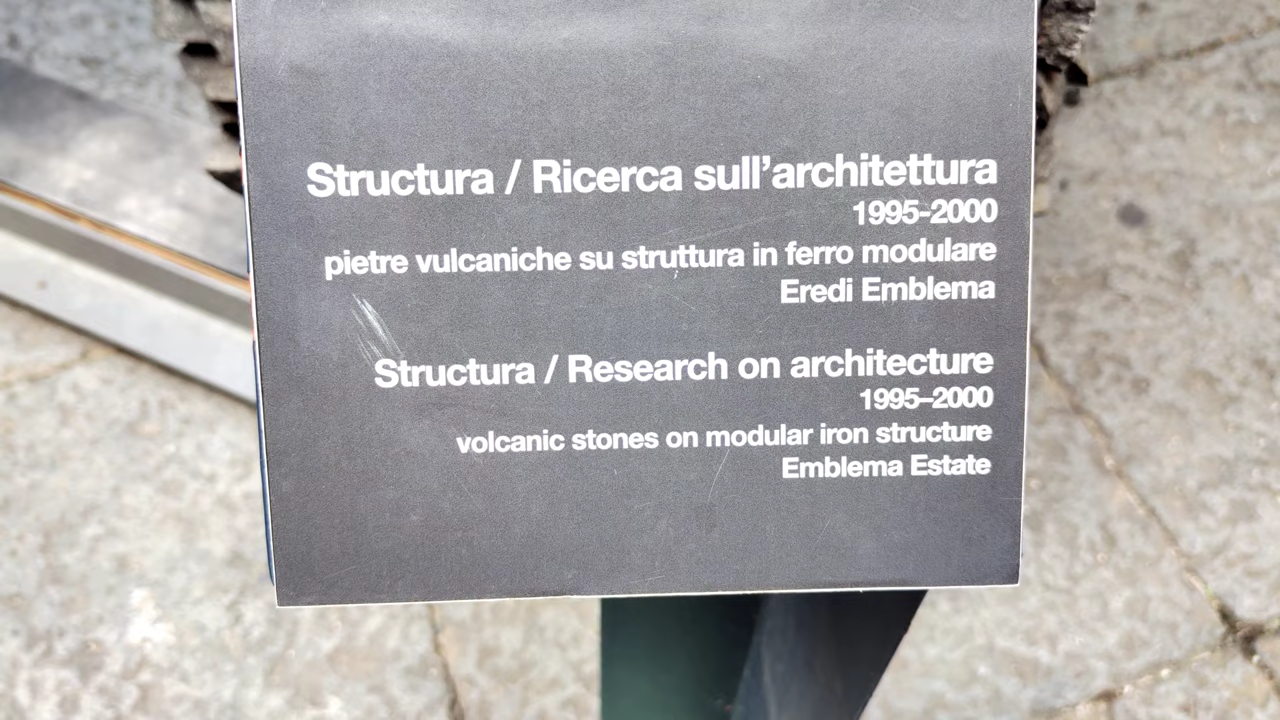 Structura / Ricerca sull’architettura
1995-2000
pietre vulcaniche su struttura in ferro modulare
Eredi Emblema
Structura / Research on architecture
1995–2000
volcanic stones on modular iron structure
Emblema Estate